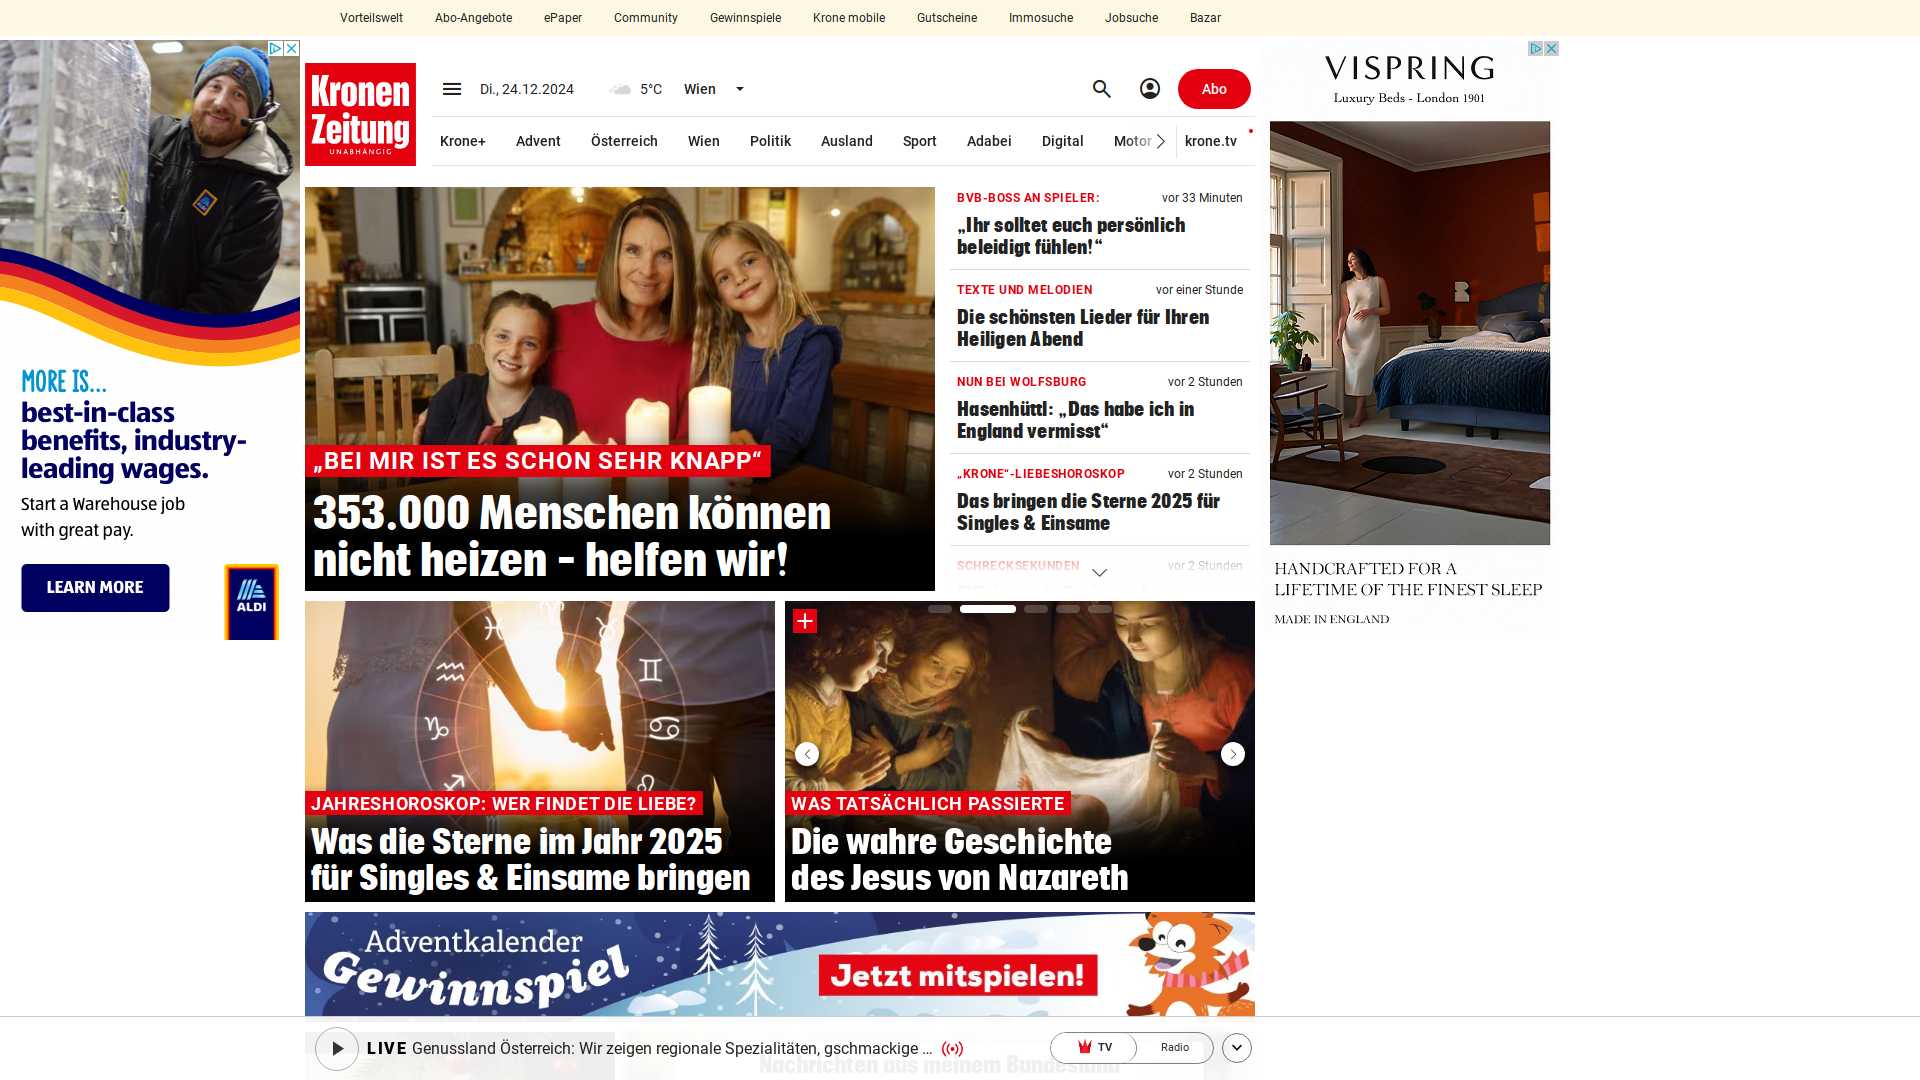 Vorteilswelt Abo-Angebote ePaper Community Gewinnspiele Krone mobile Gutscheine Immosuche Jobsuche Bazar
Kronen
Zeitung
UNABHÄNGIG
Di., 24.12.2024 5°C Wien Abo
Krone+ Advent Österreich Wien Politik Ausland Sport Adabei Digital Motor krone.tv
MORE IS...
best-in-class
benefits, industry-
leading wages.
Start a Warehouse job
with great pay.
LEARN MORE
ALDI
„BEI MIR IST ES SCHON SEHR KNAPP“
353.000 Menschen können
nicht heizen – helfen wir!
BVB-BOSS AN SPIELER: vor 33 Minuten
„Ihr solltet euch persönlich
beleidigt fühlen!“
TEXTE UND MELODIEN vor einer Stunde
Die schönsten Lieder für Ihren
Heiligen Abend
NUN BEI WOLFSBURG vor 2 Stunden
Hasenhüttl: „Das habe ich in
England vermisst“
„KRONE“-LIEBESHOROSKOP vor 2 Stunden
Das bringen die Sterne 2025 für
Singles & Einsame
SCHRECKSEKUNDEN vor 2 Stunden
JAHRESHOROSKOP: WER FINDET DIE LIEBE?
Was die Sterne im Jahr 2025
für Singles & Einsame bringen
WAS TATSÄCHLICH PASSIERTE
Die wahre Geschichte
des Jesus von Nazareth
VISPRING
Luxury Beds - London 1901
HANDCRAFTED FOR A
LIFETIME OF THE FINEST SLEEP
MADE IN ENGLAND
Adventkalender
Gewinnspiel
Jetzt mitspielen!
LIVE Genussland Österreich: Wir zeigen regionale Spezialitäten, gschmackige ... TV Radio
Nachrichten aus meinem Bundesland